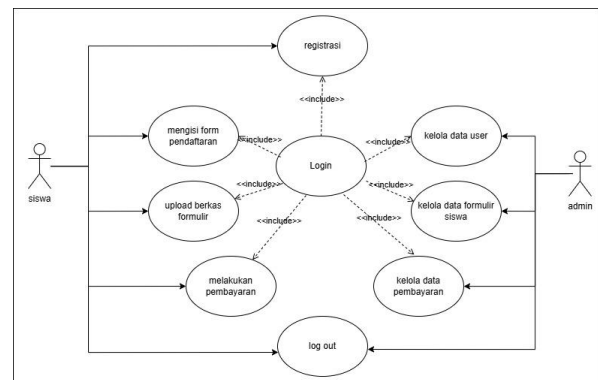 registrasi
<<include>>
mengisi form
pendaftaran
<<include>>
Login
<<include>>
kelola data user
siswa
upload berkas
formulir
<<include>>
<<include>>
kelola data formulir
siswa
admin
<<include>>
<<include>>
melakukan
pembayaran
kelola data
pembayaran
log out